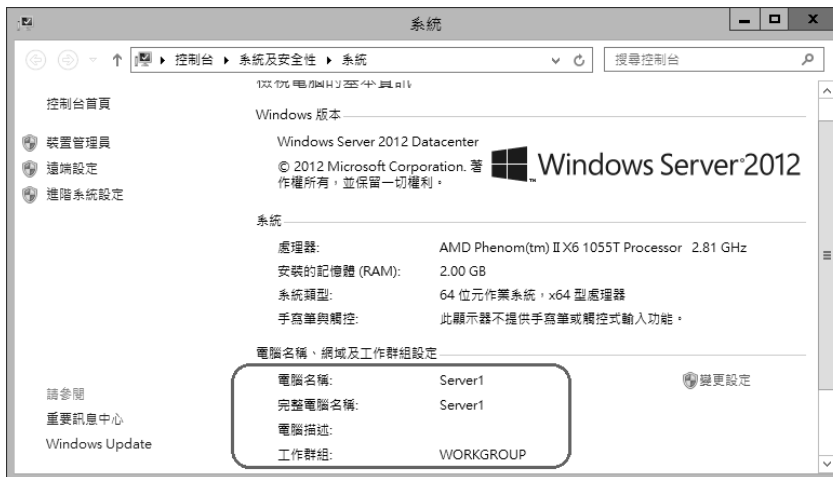 系統
控制台 ▸ 系統及安全性 ▸ 系統
搜尋控制台
檢視電腦的基本資訊
控制台首頁
裝置管理員
遠端設定
進階系統設定
Windows 版本
Windows Server 2012 Datacenter
© 2012 Microsoft Corporation. 著
作權所有，並保留一切權利。
Windows Server 2012
系統
處理器: AMD Phenom(tm) II X6 1055T Processor 2.81 GHz
安裝的記憶體 (RAM): 2.00 GB
系統類型: 64 位元作業系統，x64 型處理器
手寫筆與觸控: 此顯示器不提供手寫筆或觸控式輸入功能。
電腦名稱、網域及工作群組設定
電腦名稱: Server1
變更設定
完整電腦名稱: Server1
電腦描述:
工作群組: WORKGROUP
請參閱
重要訊息中心
Windows Update